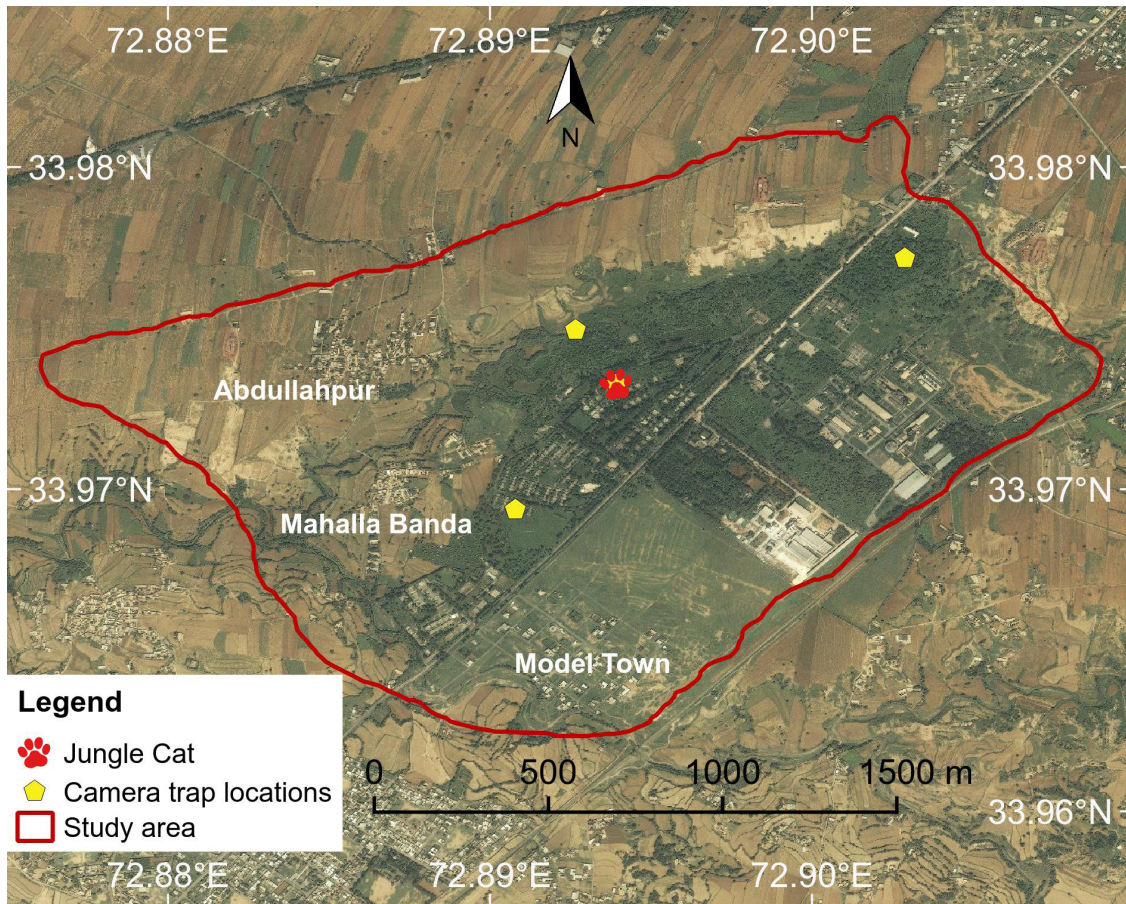 72.88°E 72.89°E 72.90°E
N
33.98°N 33.98°N
Abdullahpur
33.97°N 33.97°N
Mahalla Banda
Model Town
Legend
Jungle Cat
Camera trap locations
Study area
0 500 1000 1500 m
33.96°N
72.88°E 72.89°E 72.90°E